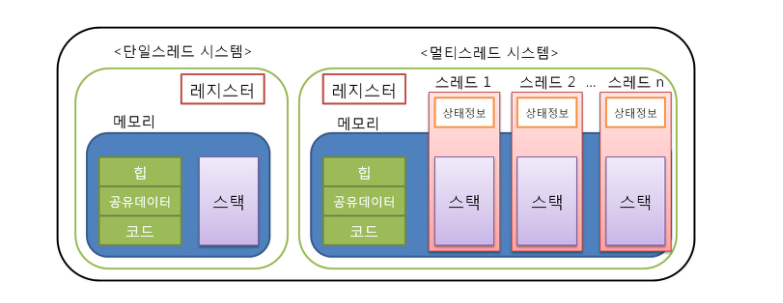 <단일스레드 시스템>
레지스터
메모리
힙
공유데이터
코드
스택
<멀티스레드 시스템>
레지스터
스레드 1
스레드 2
...
스레드 n
메모리
상태정보
상태정보
상태정보
힙
공유데이터
코드
스택
스택
스택